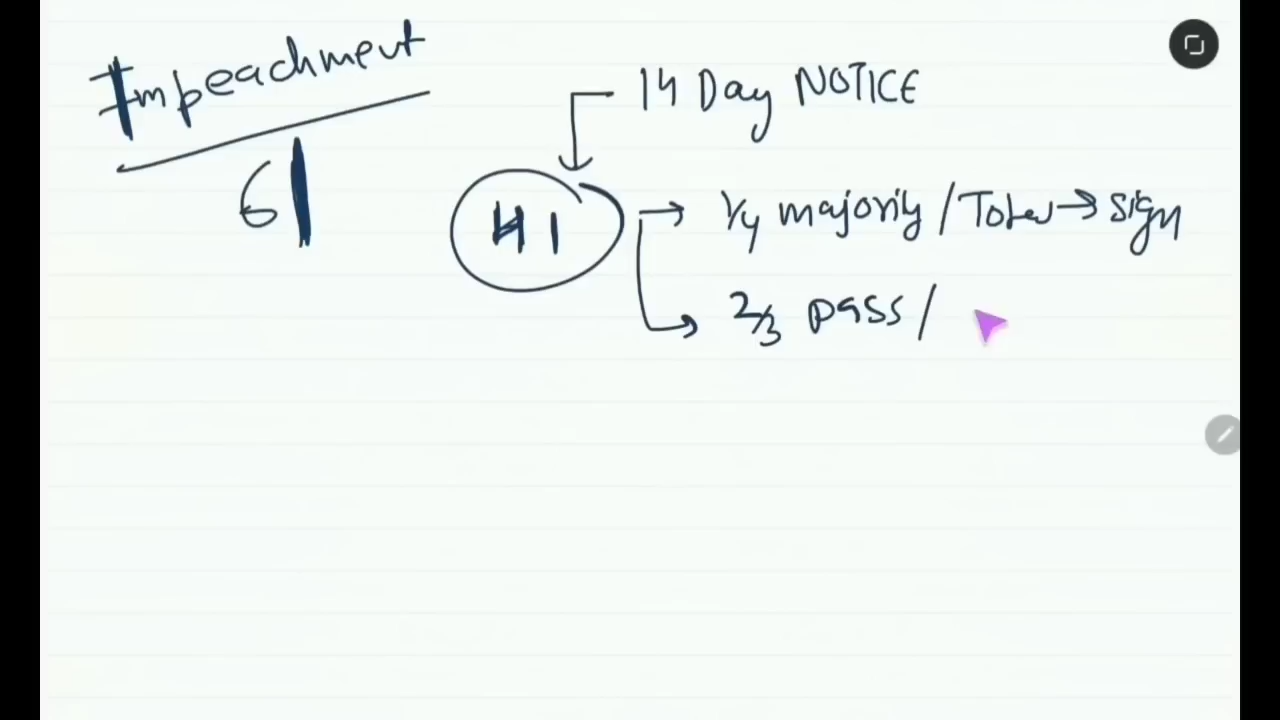 Impeachment
61
14 Day NOTICE
H1
1/4 majority / Total → sign
2/3 pass /